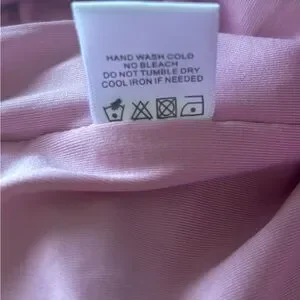 HAND WASH COLD
NO BLEACH
DO NOT TUMBLE DRY
COOL IRON IF NEEDED